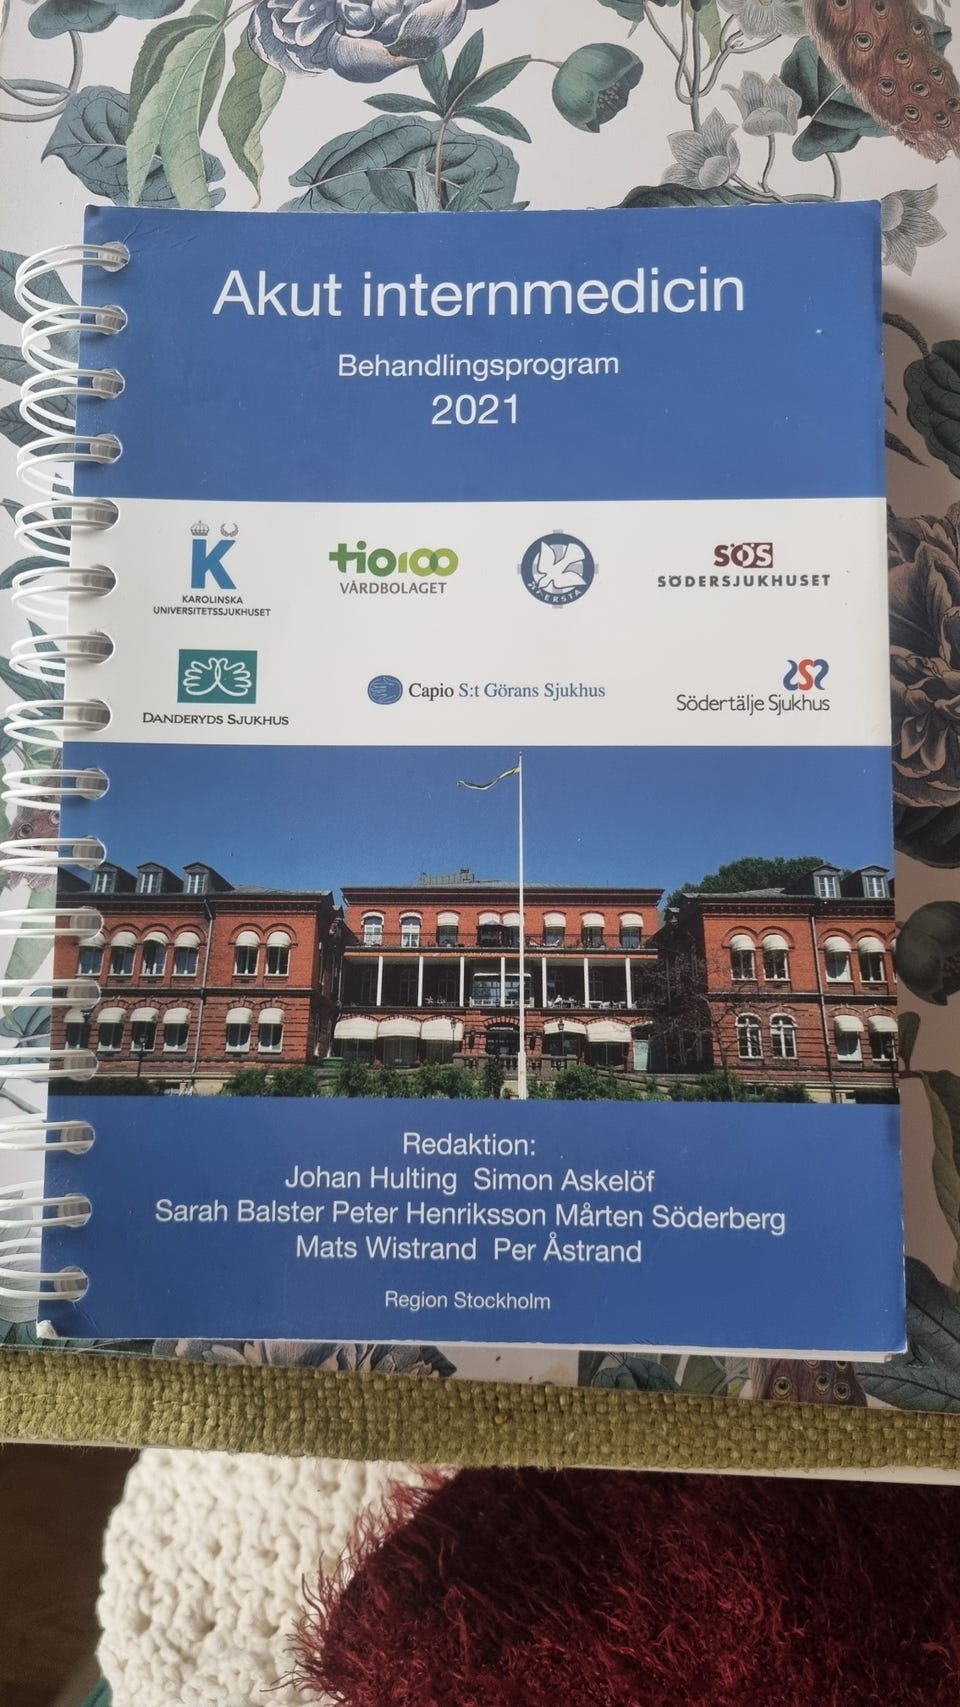 Akut internmedicin
Behandlingsprogram
2021
K
KAROLINSKA
UNIVERSITETSSJUKHUSET
tio100
VÅRDBOLAGET
ERSTA
SÖS
SÖDERSJUKHUSET
DANDERYDS SJUKHUS
Capio S:t Görans Sjukhus
Södertälje Sjukhus
Redaktion:
Johan Hulting Simon Askelöf
Sarah Balster Peter Henriksson Mårten Söderberg
Mats Wistrand Per Åstrand
Region Stockholm